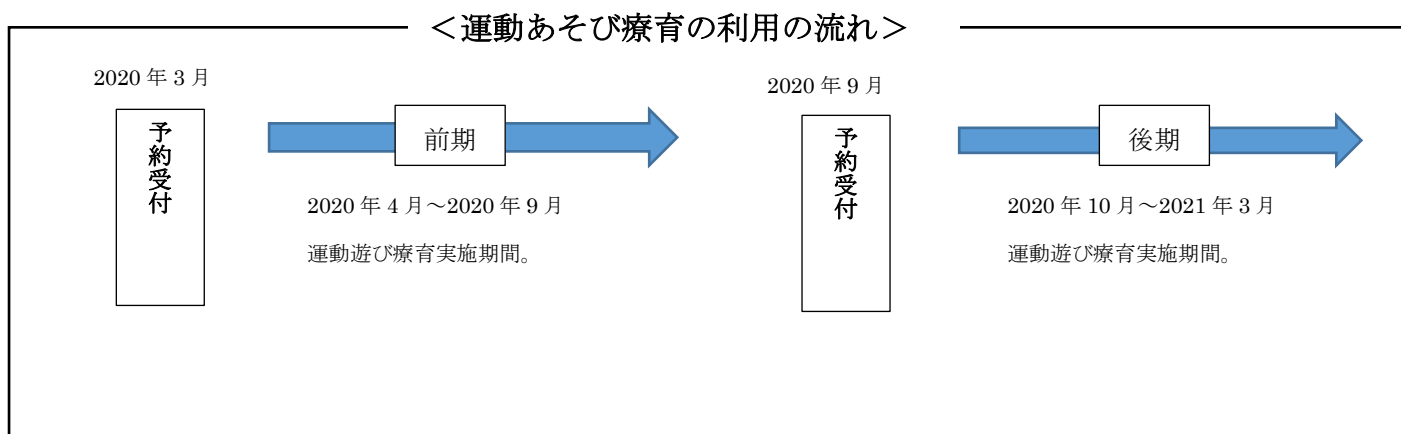 ＜運動あそび療育の利用の流れ＞
2020 年 3 月
予約受付
前期
2020 年 4 月～2020 年 9 月
運動遊び療育実施期間。
2020 年 9 月
予約受付
後期
2020 年 10 月～2021 年 3 月
運動遊び療育実施期間。